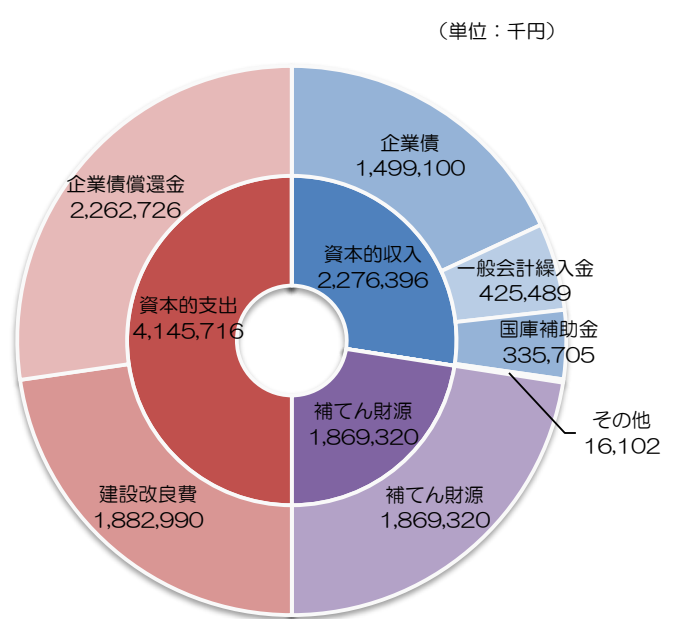 （単位：千円）
企業債
1,499,100
企業債償還金
2,262,726
資本的収入
2,276,396
一般会計繰入金
425,489
資本的支出
4,145,716
国庫補助金
335,705
補てん財源
1,869,320
その他
16,102
建設改良費
1,882,990
補てん財源
1,869,320